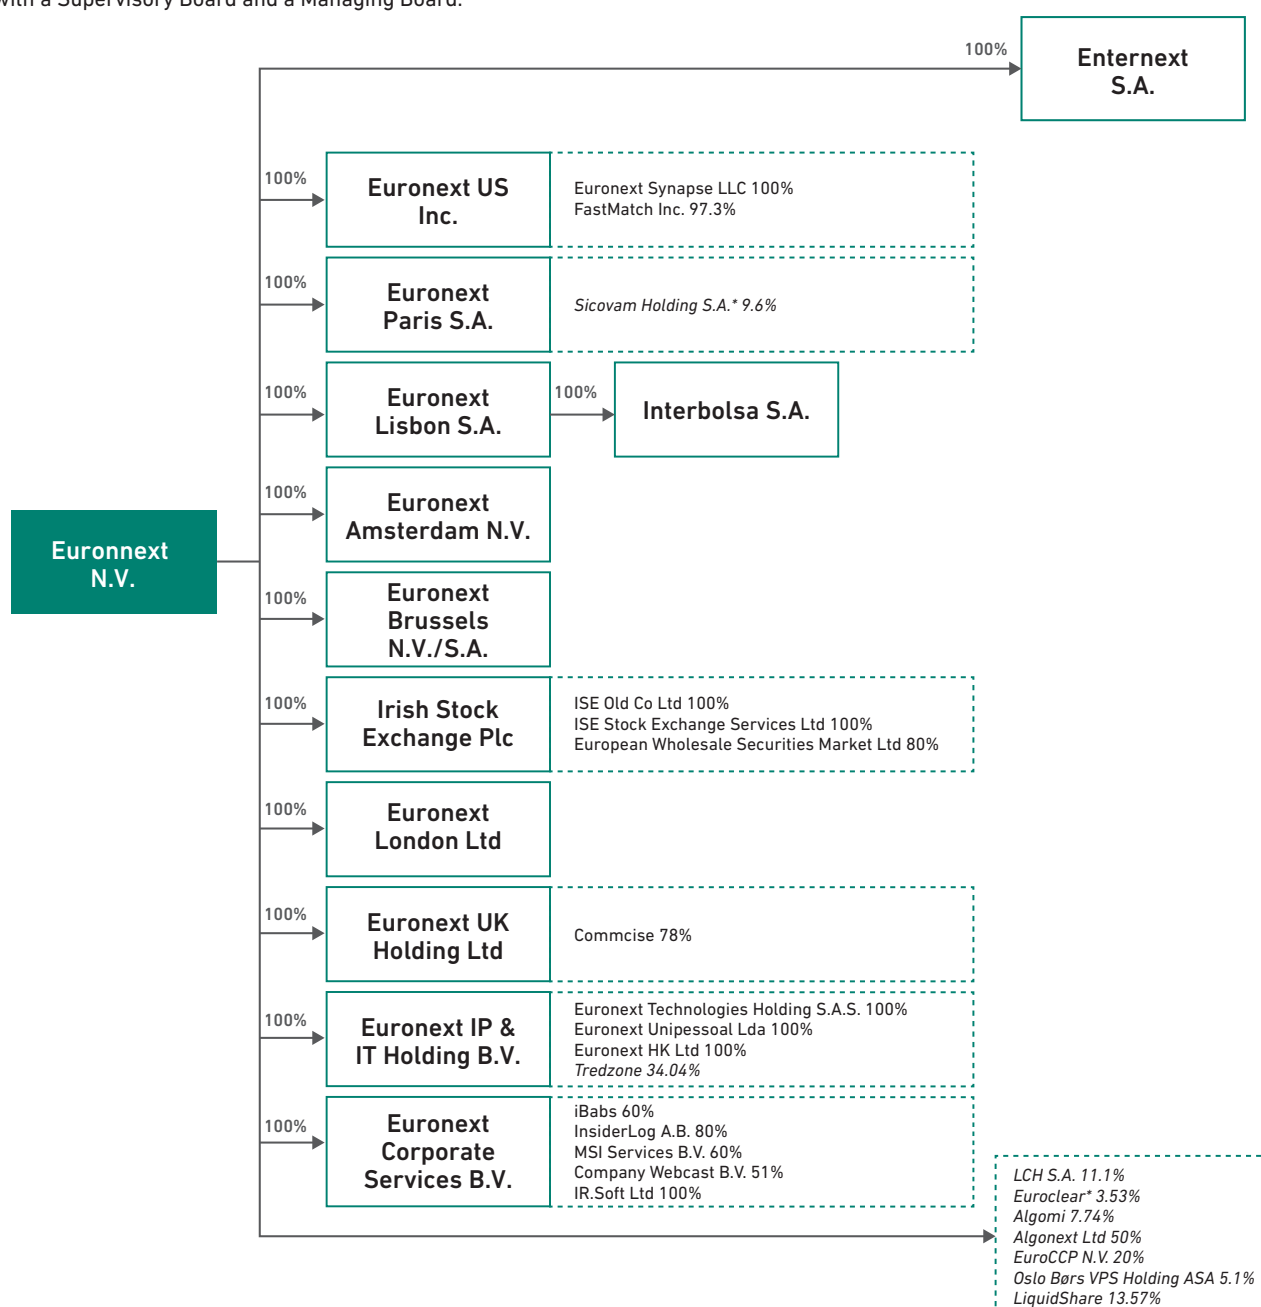 with a Supervisory Board and a Managing Board.
100%
Enternext
S.A.
100%
Euronext US
Inc.
Euronext Synapse LLC 100%
FastMatch Inc. 97.3%
100%
Euronext
Paris S.A.
Sicovam Holding S.A.* 9.6%
100%
Euronext
Lisbon S.A.
100%
Interbolsa S.A.
100%
Euronext
Amsterdam N.V.
Euronnext
N.V.
100%
Euronext
Brussels
N.V./S.A.
100%
Irish Stock
Exchange Plc
ISE Old Co Ltd 100%
ISE Stock Exchange Services Ltd 100%
European Wholesale Securities Market Ltd 80%
100%
Euronext
London Ltd
100%
Euronext UK
Holding Ltd
Commcise 78%
100%
Euronext IP &
IT Holding B.V.
Euronext Technologies Holding S.A.S. 100%
Euronext Unipessoal Lda 100%
Euronext HK Ltd 100%
Tredzone 34.04%
100%
Euronext
Corporate
Services B.V.
iBabs 60%
InsiderLog A.B. 80%
MSI Services B.V. 60%
Company Webcast B.V. 51%
IR.Soft Ltd 100%
LCH S.A. 11.1%
Euroclear* 3.53%
Algomi 7.74%
Algonext Ltd 50%
EuroCCP N.V. 20%
Oslo Børs VPS Holding ASA 5.1%
LiquidShare 13.57%